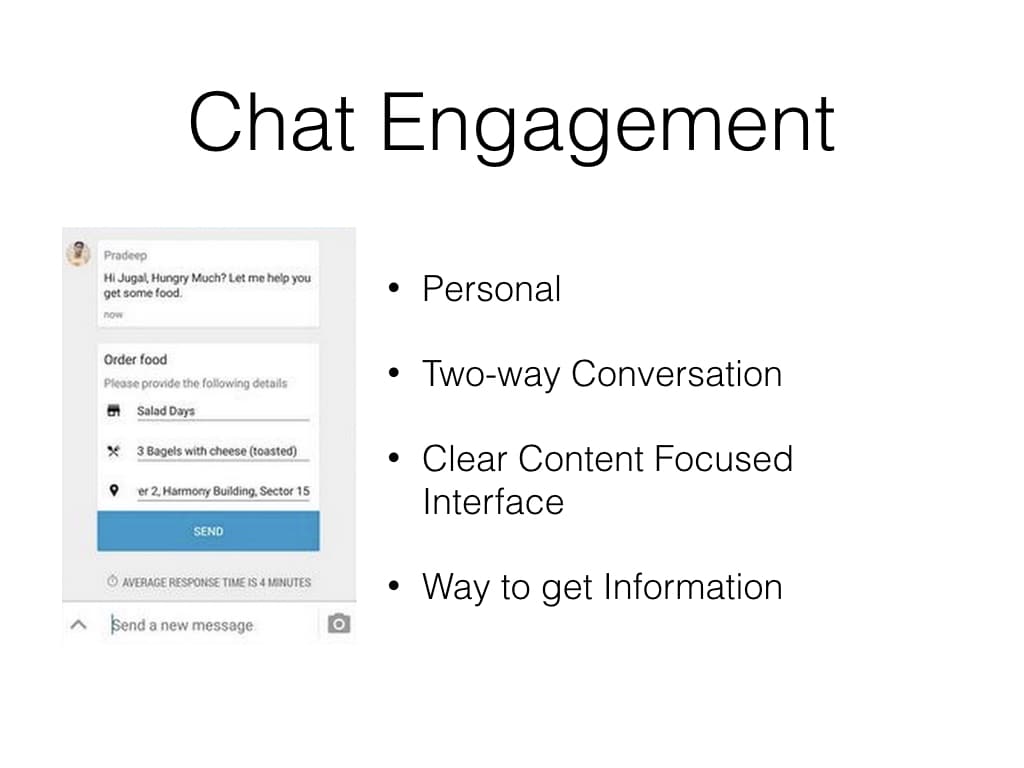 Chat Engagement
Pradeep
Hi Jugal, Hungry Much? Let me help you
get some food.
now
Order food
Please provide the following details
Salad Days
3 Bagels with cheese (toasted)
er 2, Harmony Building, Sector 15
SEND
AVERAGE RESPONSE TIME IS 4 MINUTES
Send a new message
• Personal
• Two-way Conversation
• Clear Content Focused
Interface
• Way to get Information